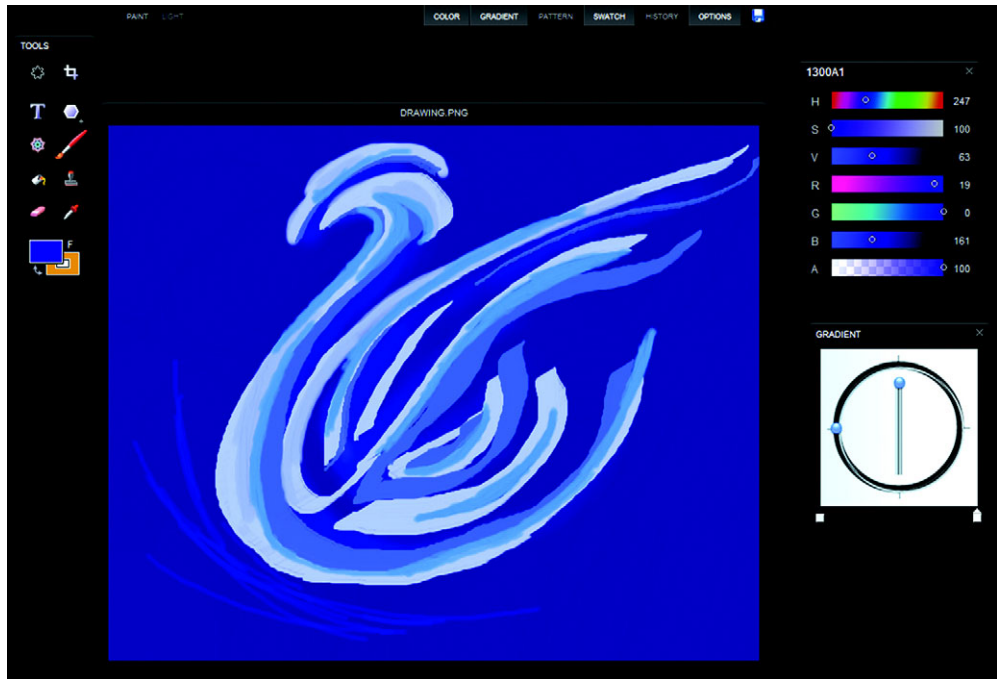 PAINT LIGHT COLOR GRADIENT PATTERN SWATCH HISTORY OPTIONS
TOOLS
T
F
DRAWING.PNG
1300A1 ×
H 247
S 100
V 63
R 19
G 0
B 161
A 100
GRADIENT ×